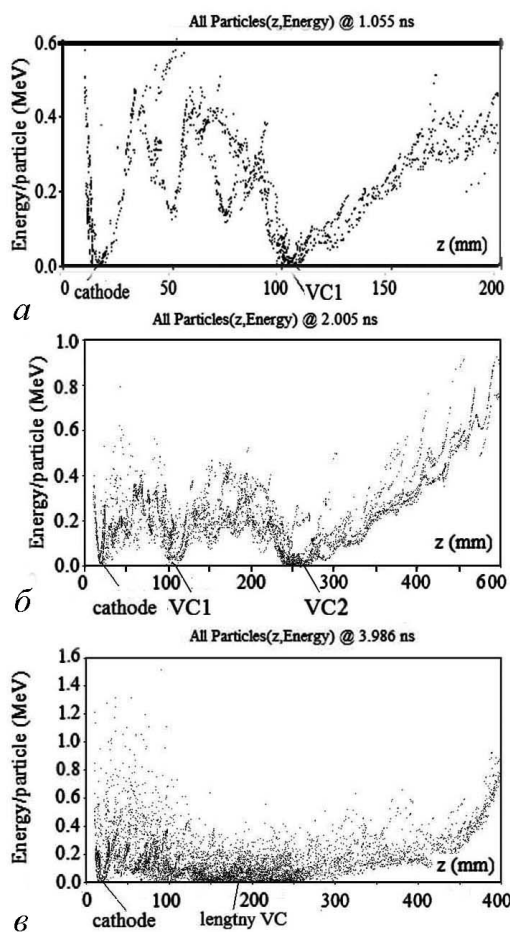 All Particles(z,Energy) @ 1.055 ns
Energy/particle (MeV)
0.6
0.4
0.2
0.0
z (mm)
0 50 100 150 200
cathode VC1
а
All Particles(z,Energy) @ 2.005 ns
Energy/particle (MeV)
1.0
0.8
0.6
0.4
0.2
0.0
z (mm)
0 100 200 300 400 500 600
cathode VC1 VC2
б
All Particles(z,Energy) @ 3.986 ns
Energy/particle (MeV)
1.6
1.4
1.2
1.0
0.8
0.6
0.4
0.2
0.0
z (mm)
0 100 200 300 400 400
cathode lengtny VC
в